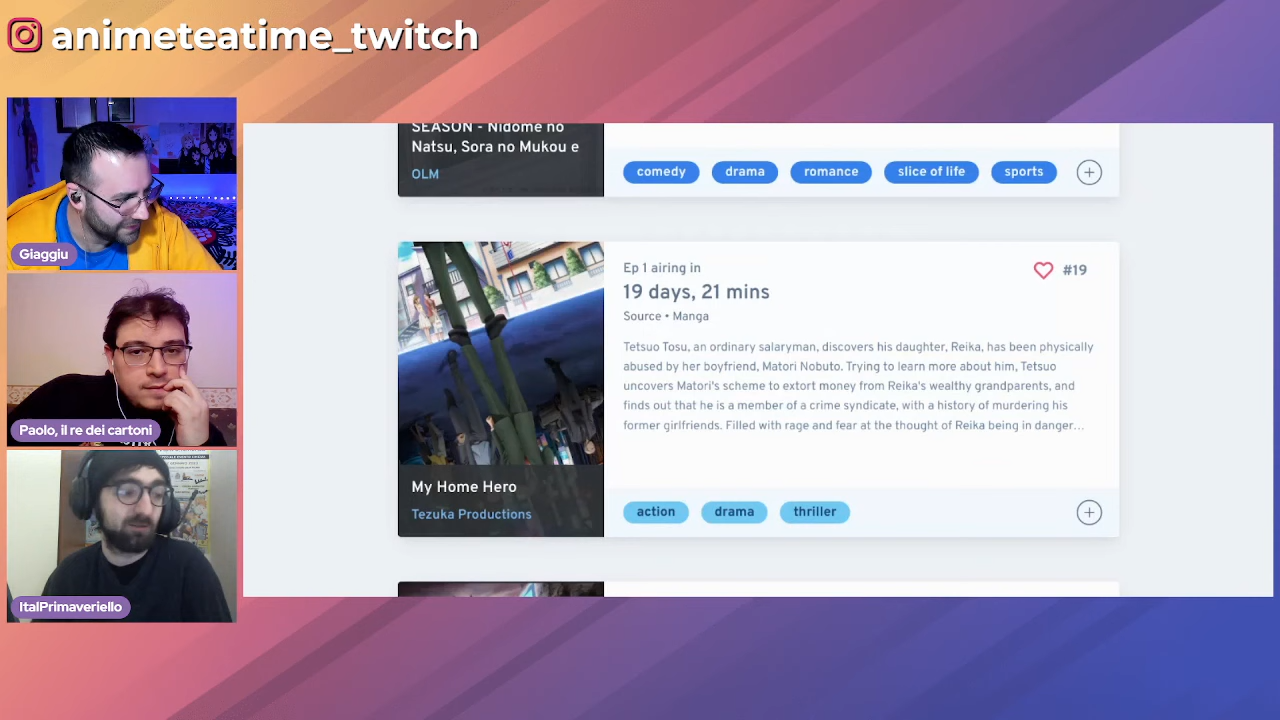 animeteatime_twitch
Giaggiu
Paolo, il re dei cartoni
ItalPrimaveriello
SEASON - Nidome no
Natsu, Sora no Mukou e
OLM
comedy
drama
romance
slice of life
sports
Ep 1 airing in
#19
19 days, 21 mins
Source • Manga
Tetsuo Tosu, an ordinary salaryman, discovers his daughter, Reika, has been physically
abused by her boyfriend, Matori Nobuto. Trying to learn more about him, Tetsuo
uncovers Matori's scheme to extort money from Reika's wealthy grandparents, and
finds out that he is a member of a crime syndicate, with a history of murdering his
former girlfriends. Filled with rage and fear at the thought of Reika being in danger...
My Home Hero
Tezuka Productions
action
drama
thriller